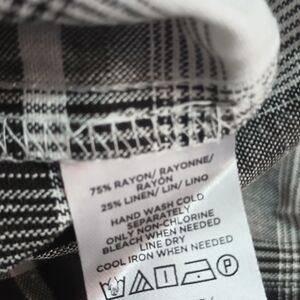 75% RAYON/ RAYONNE/
RAYÓN
25% LINEN/ LIN/ LINO
HAND WASH COLD
SEPARATELY
ONLY NON-CHLORINE
BLEACH WHEN NEEDED
LINE DRY
COOL IRON WHEN NEEDED
P